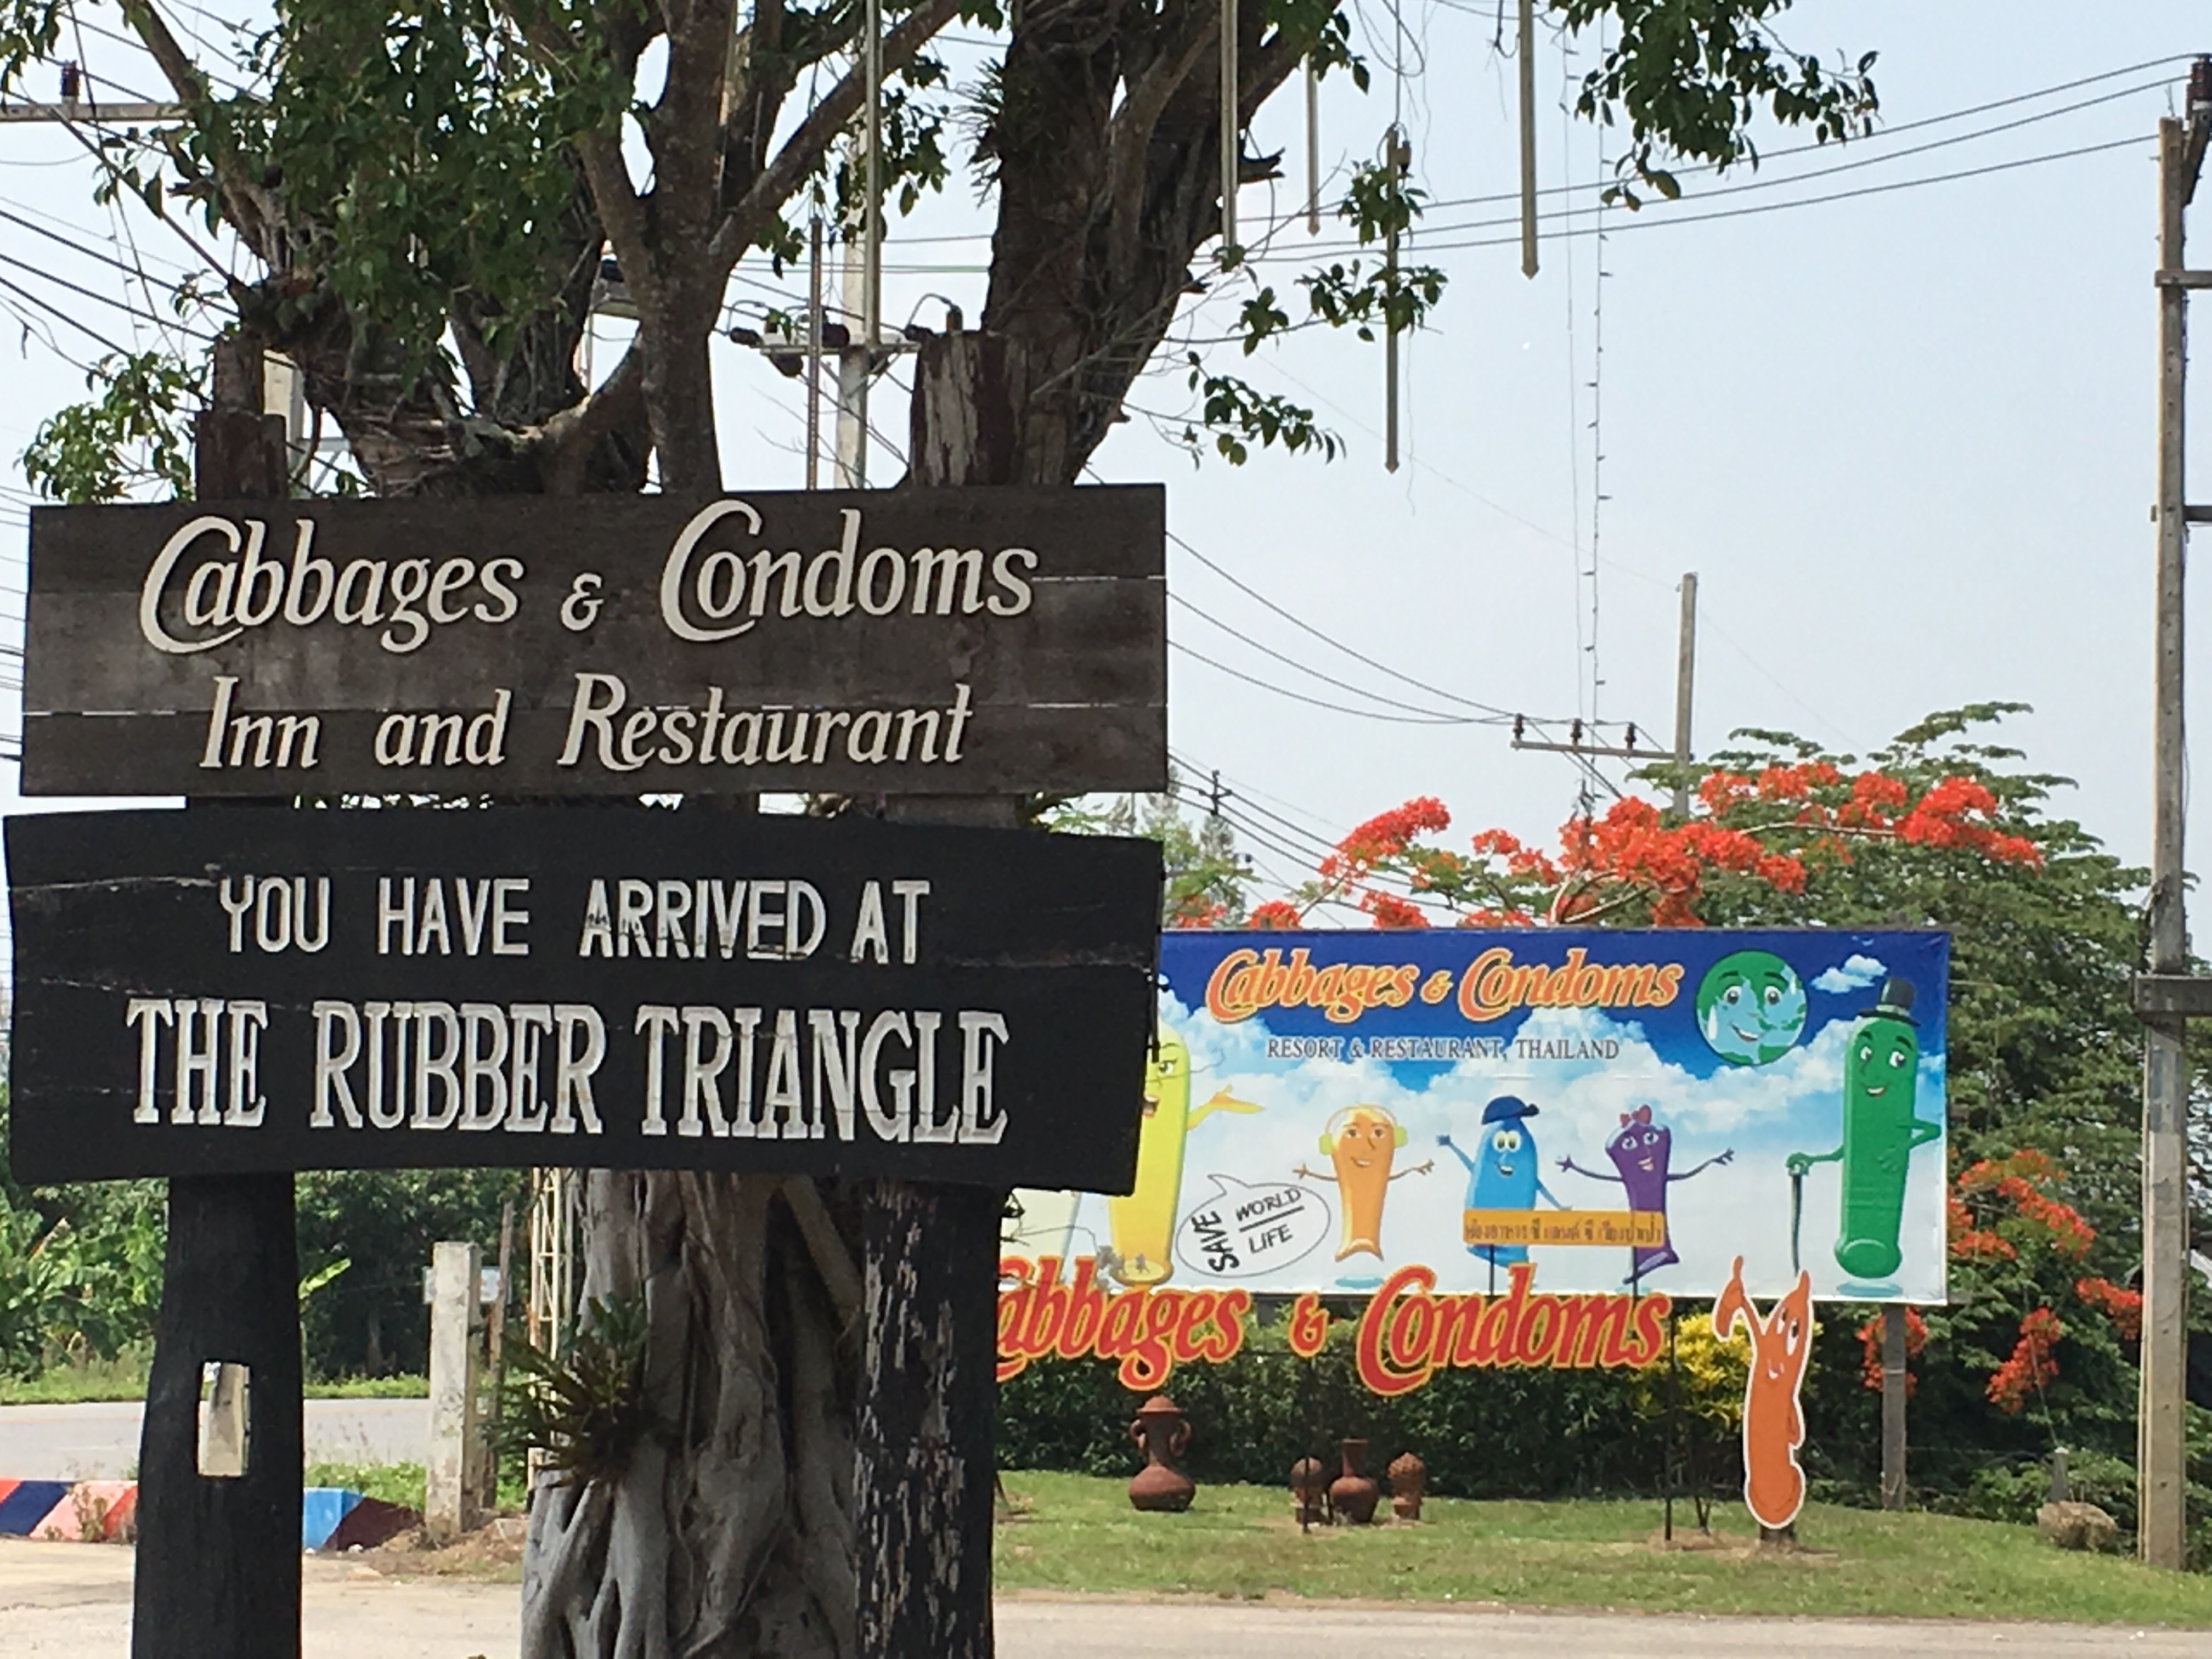 Cabbages & Condoms
Inn and Restaurant
YOU HAVE ARRIVED AT
THE RUBBER TRIANGLE
Cabbages & Condoms
RESORT & RESTAURANT, THAILAND
SAVE
WORLD
LIFE
Cabbages & Condoms